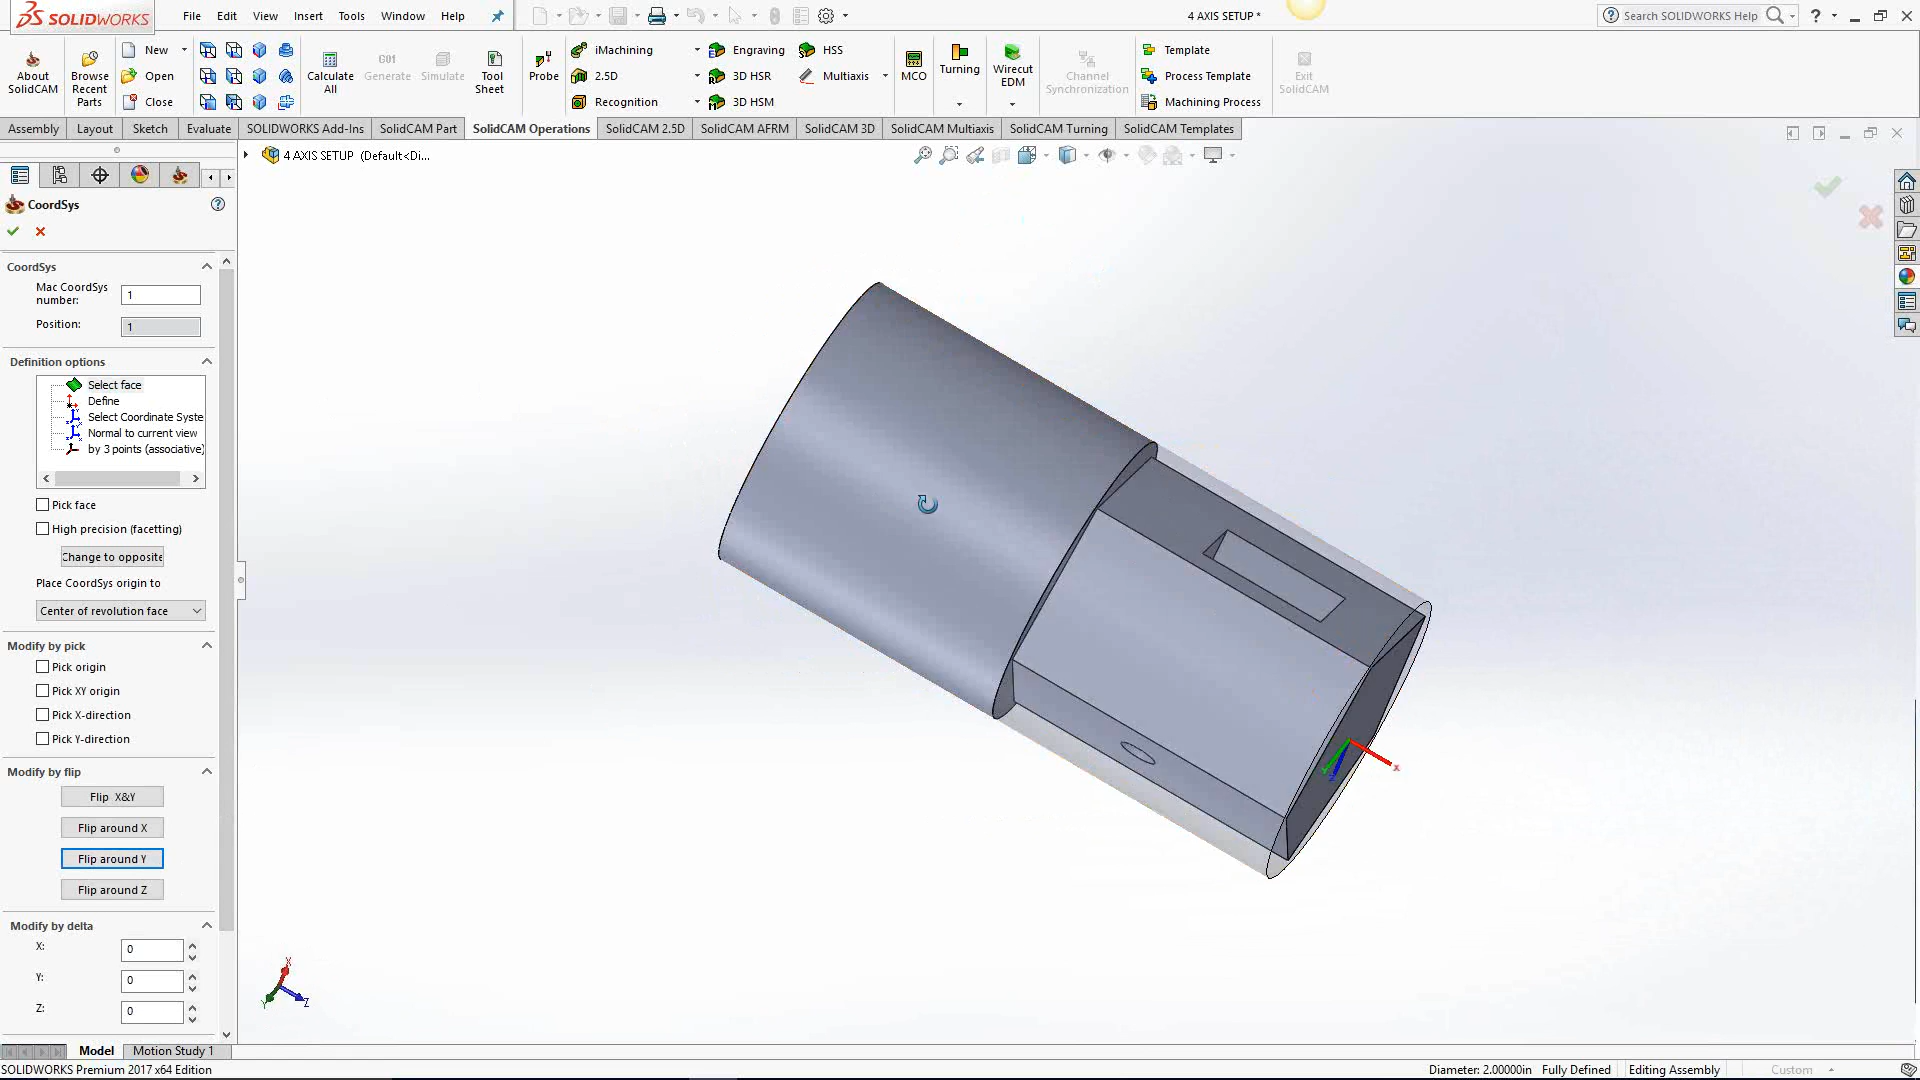 SOLIDWORKS
File Edit View Insert Tools Window Help
4 AXIS SETUP *
Search SOLIDWORKS Help
?
About SolidCAM
Browse Recent Parts
New
Open
Close
Calculate All
G01
Generate
Simulate
Tool Sheet
Probe
iMachining
2.5D
Recognition
Engraving
3D HSR
3D HSM
HSS
Multiaxis
MCO
Turning
Wirecut EDM
Channel Synchronization
Template
Process Template
Machining Process
Exit SolidCAM
Assembly Layout Sketch Evaluate SOLIDWORKS Add-Ins SolidCAM Part SolidCAM Operations SolidCAM 2.5D SolidCAM AFRM SolidCAM 3D SolidCAM Multiaxis SolidCAM Turning SolidCAM Templates
4 AXIS SETUP (Default<Di...
CoordSys
?
CoordSys
Mac CoordSys number:
1
Position:
1
Definition options
Select face
Define
Select Coordinate Syste
Normal to current view
by 3 points (associative)
Pick face
High precision (facetting)
Change to opposite
Place CoordSys origin to
Center of revolution face
Modify by pick
Pick origin
Pick XY origin
Pick X-direction
Pick Y-direction
Modify by flip
Flip X&Y
Flip around X
Flip around Y
Flip around Z
Modify by delta
X: 0
Y: 0
Z: 0
X
Y
Z
x
Model Motion Study 1
SOLIDWORKS Premium 2017 x64 Edition
Diameter: 2.00000in Fully Defined Editing Assembly Custom